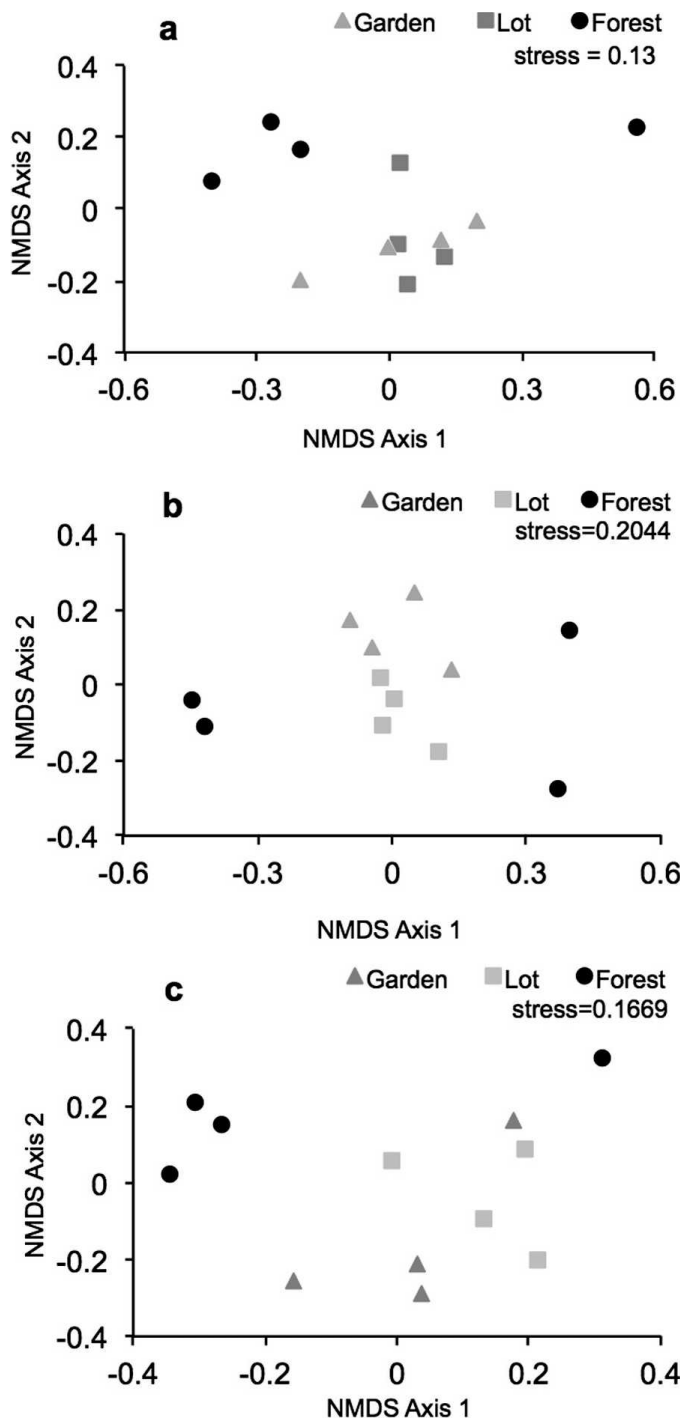 a
Garden Lot Forest
stress = 0.13
0.4
0.2
0
-0.2
-0.4
NMDS Axis 2
-0.6 -0.3 0 0.3 0.6
NMDS Axis 1
b
Garden Lot Forest
stress=0.2044
0.4
0.2
0
-0.2
-0.4
NMDS Axis 2
-0.6 -0.3 0 0.3 0.6
NMDS Axis 1
c
Garden Lot Forest
stress=0.1669
0.4
0.2
0
-0.2
-0.4
NMDS Axis 2
-0.4 -0.2 0 0.2 0.4
NMDS Axis 1